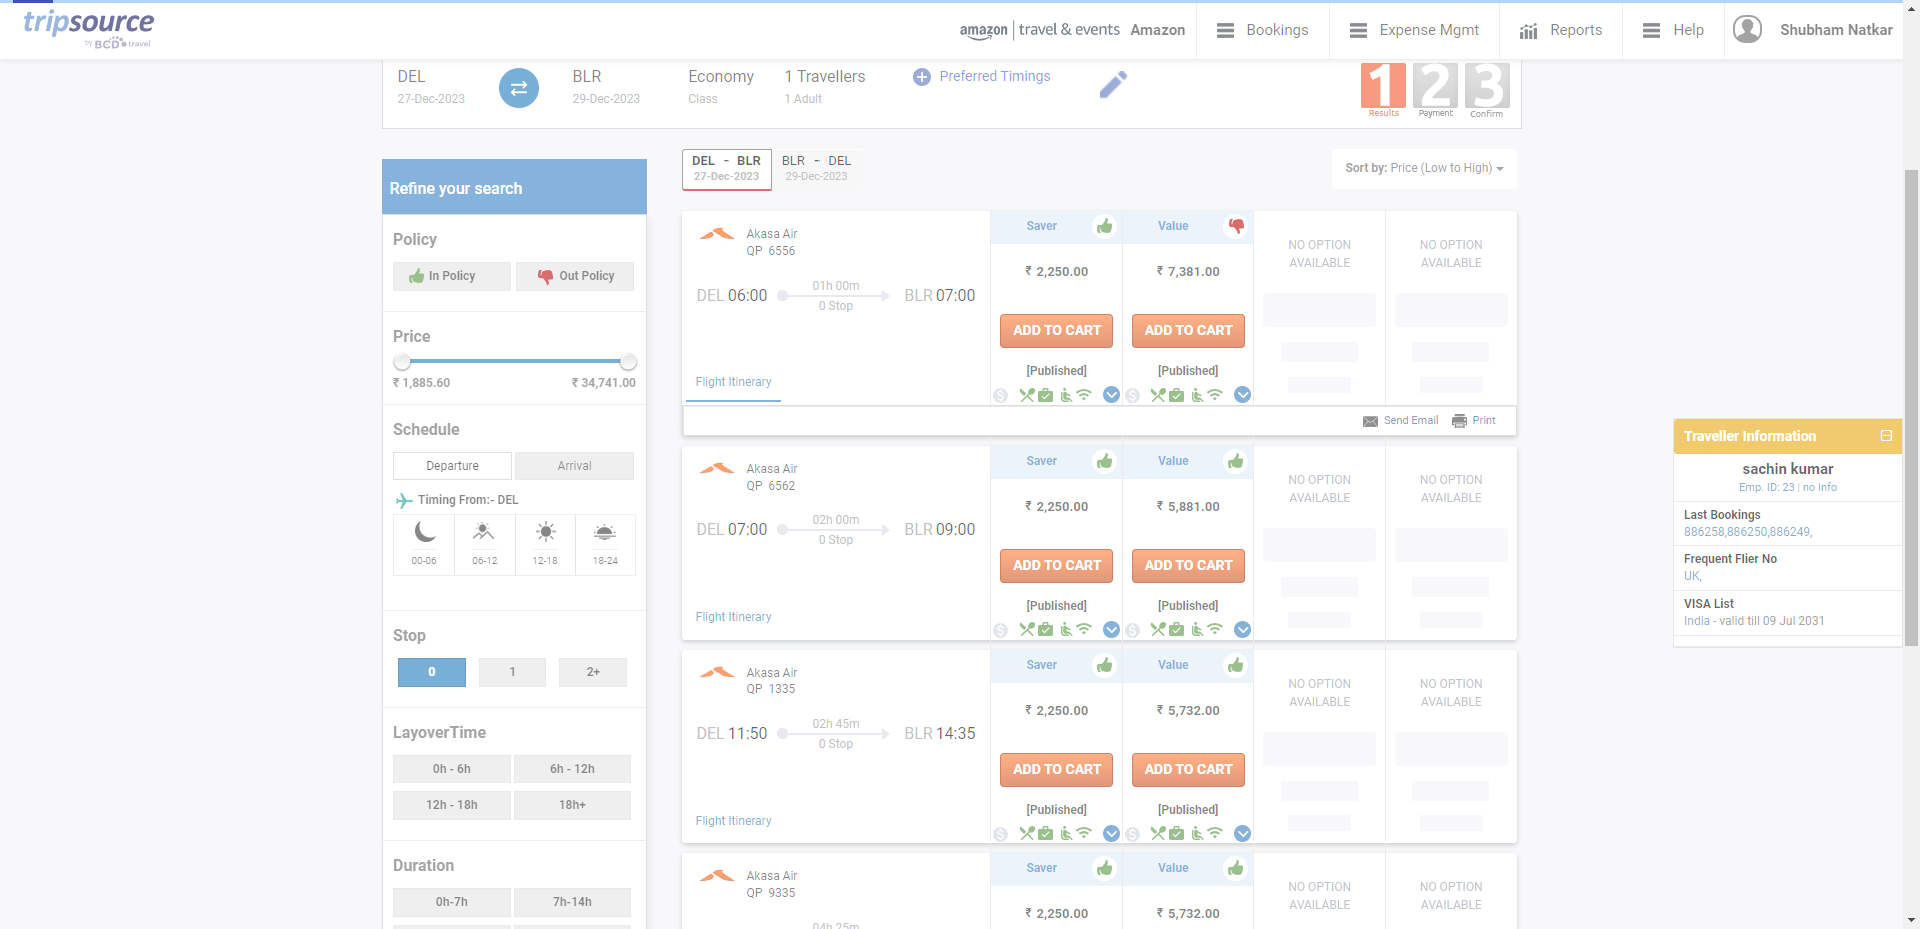 tripsource
by BCD travel
amazon | travel & events Amazon
Bookings
Expense Mgmt
Reports
Help
Shubham Natkar
DEL
27-Dec-2023
BLR
29-Dec-2023
Economy
Class
1 Travellers
1 Adult
Preferred Timings
1 2 3
Results Payment Confirm
Refine your search
Policy
In Policy Out Policy
Price
₹ 1,885.60 ₹ 34,741.00
Schedule
Departure Arrival
Timing From:- DEL
00-06 06-12 12-18 18-24
Stop
0 1 2+
LayoverTime
0h - 6h 6h - 12h
12h - 18h 18h+
Duration
0h-7h 7h-14h
DEL - BLR
27-Dec-2023
BLR - DEL
29-Dec-2023
Sort by: Price (Low to High)
Akasa Air
QP 6556
DEL 06:00
01h 00m
0 Stop
BLR 07:00
Flight Itinerary
Saver
₹ 2,250.00
ADD TO CART
[Published]
Value
₹ 7,381.00
ADD TO CART
[Published]
NO OPTION
AVAILABLE
NO OPTION
AVAILABLE
Send Email Print
Akasa Air
QP 6562
DEL 07:00
02h 00m
0 Stop
BLR 09:00
Flight Itinerary
Saver
₹ 2,250.00
ADD TO CART
[Published]
Value
₹ 5,881.00
ADD TO CART
[Published]
NO OPTION
AVAILABLE
NO OPTION
AVAILABLE
Akasa Air
QP 1335
DEL 11:50
02h 45m
0 Stop
BLR 14:35
Flight Itinerary
Saver
₹ 2,250.00
ADD TO CART
[Published]
Value
₹ 5,732.00
ADD TO CART
[Published]
NO OPTION
AVAILABLE
NO OPTION
AVAILABLE
Akasa Air
QP 9335
04h 25m
Saver
₹ 2,250.00
Value
₹ 5,732.00
NO OPTION
AVAILABLE
NO OPTION
AVAILABLE
Traveller Information
sachin kumar
Emp. ID: 23 | no Info
Last Bookings
886258,886250,886249,
Frequent Flier No
UK,
VISA List
India - valid till 09 Jul 2031